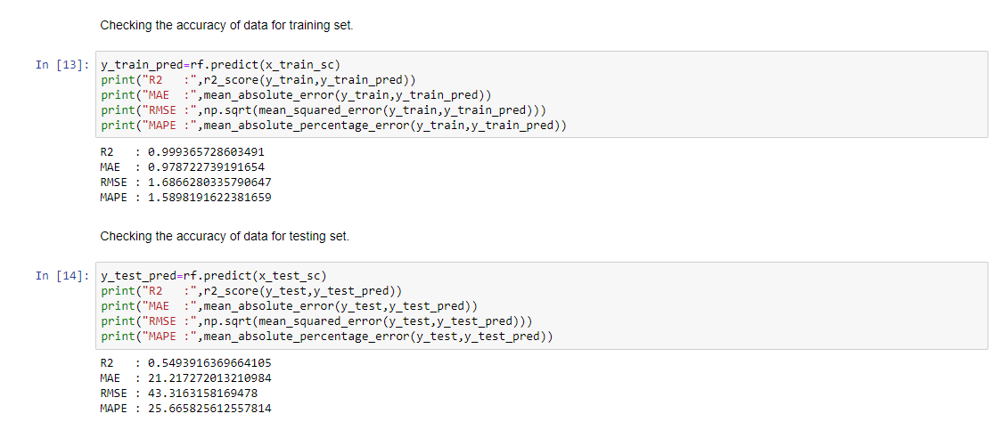 Checking the accuracy of data for training set.
In [13]: y_train_pred=rf.predict(x_train_sc)
print("R2   :",r2_score(y_train,y_train_pred))
print("MAE  :",mean_absolute_error(y_train,y_train_pred))
print("RMSE :",np.sqrt(mean_squared_error(y_train,y_train_pred)))
print("MAPE :",mean_absolute_percentage_error(y_train,y_train_pred))
R2   : 0.999365728603491
MAE  : 0.978722739191654
RMSE : 1.6866280335790647
MAPE : 1.5898191622381659
Checking the accuracy of data for testing set.
In [14]: y_test_pred=rf.predict(x_test_sc)
print("R2   :",r2_score(y_test,y_test_pred))
print("MAE  :",mean_absolute_error(y_test,y_test_pred))
print("RMSE :",np.sqrt(mean_squared_error(y_test,y_test_pred)))
print("MAPE :",mean_absolute_percentage_error(y_test,y_test_pred))
R2   : 0.5493916369664105
MAE  : 21.217272013210984
RMSE : 43.3163158169478
MAPE : 25.665825612557814